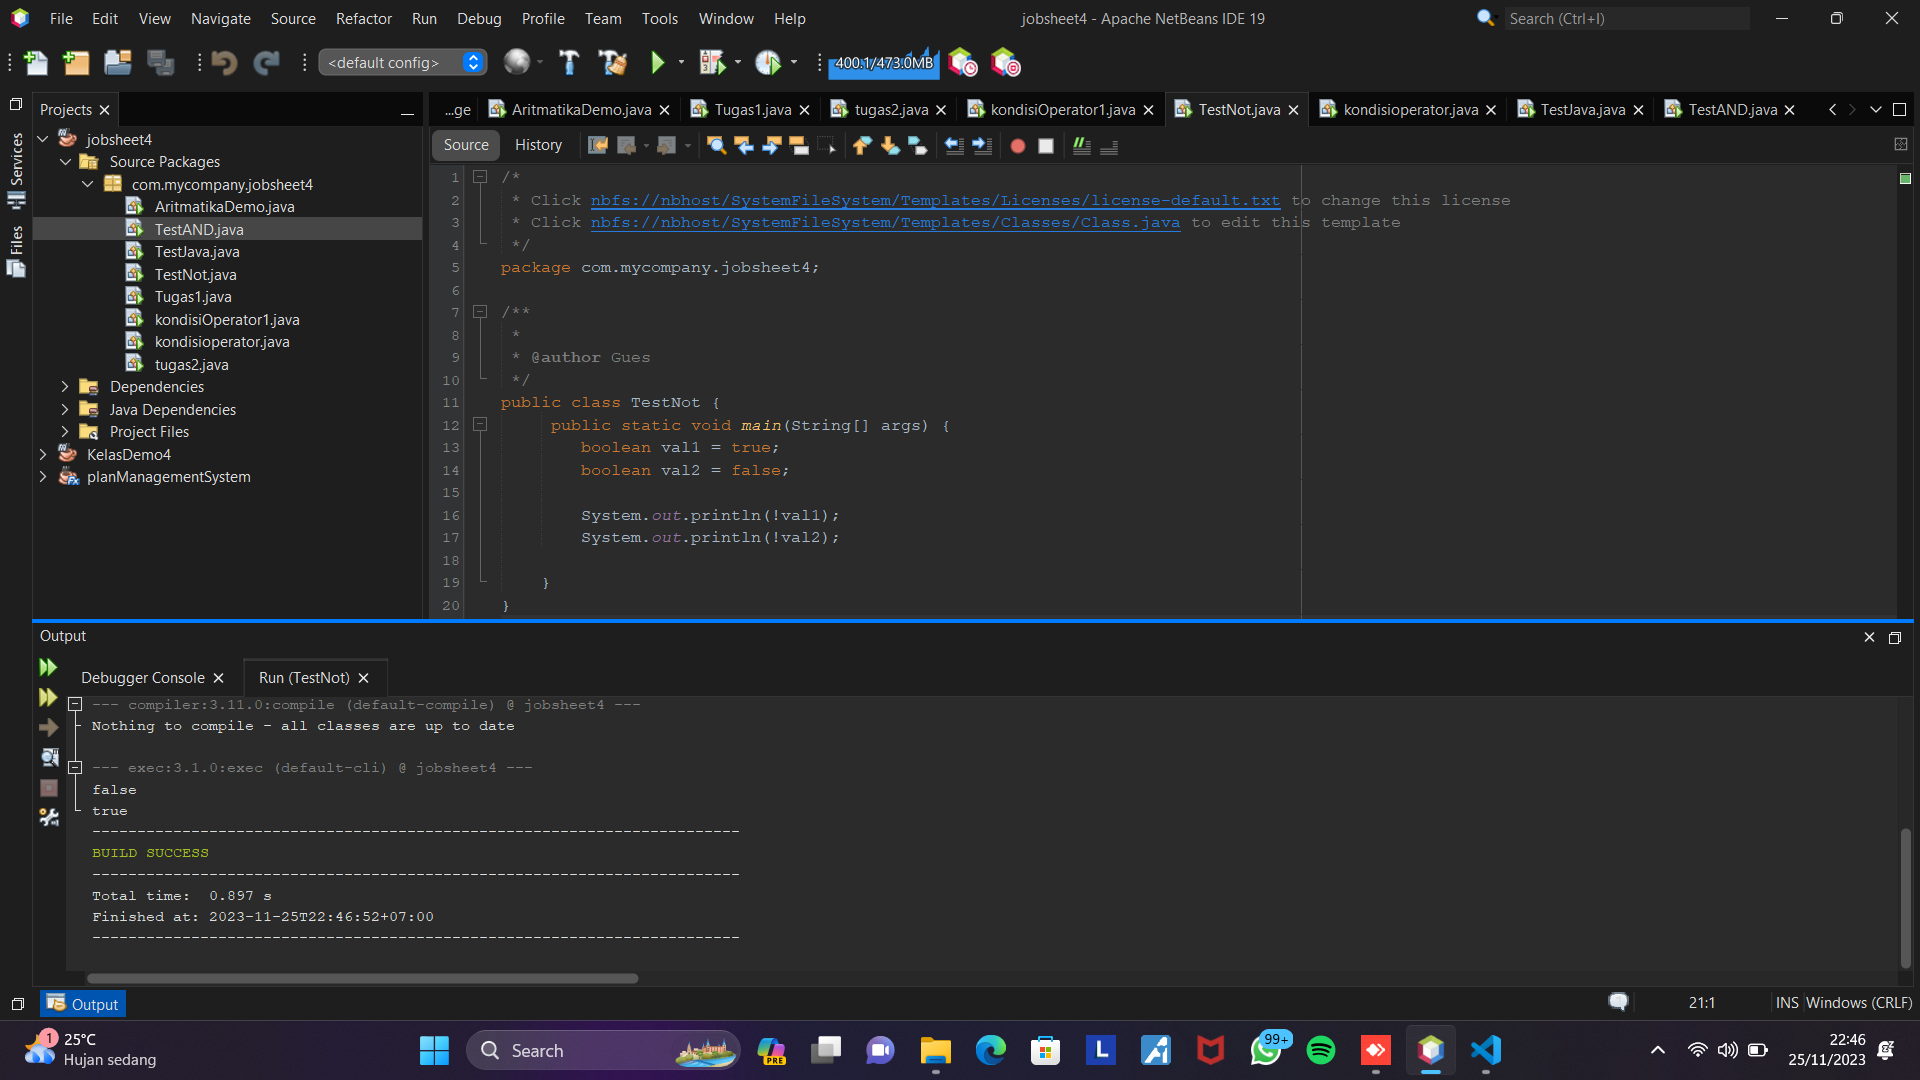 File Edit View Navigate Source Refactor Run Debug Profile Team Tools Window Help
jobsheet4 - Apache NetBeans IDE 19
Search (Ctrl+I)
<default config>
400.1/473.0MB
Services
Files
Projects
jobsheet4
Source Packages
com.mycompany.jobsheet4
AritmatikaDemo.java
TestAND.java
TestJava.java
TestNot.java
Tugas1.java
kondisiOperator1.java
kondisioperator.java
tugas2.java
Dependencies
Java Dependencies
Project Files
KelasDemo4
planManagementSystem
...ge AritmatikaDemo.java Tugas1.java tugas2.java kondisiOperator1.java TestNot.java kondisioperator.java TestJava.java TestAND.java
Source History
1 /*
2 * Click nbfs://nbhost/SystemFileSystem/Templates/Licenses/license-default.txt to change this license
3 * Click nbfs://nbhost/SystemFileSystem/Templates/Classes/Class.java to edit this template
4 */
5 package com.mycompany.jobsheet4;
6
7 /**
8 *
9 * @author Gues
10 */
11 public class TestNot {
12 public static void main(String[] args) {
13 boolean val1 = true;
14 boolean val2 = false;
15
16 System.out.println(!val1);
17 System.out.println(!val2);
18
19 }
20 }
Output
Debugger Console Run (TestNot)
--- compiler:3.11.0:compile (default-compile) @ jobsheet4 ---
Nothing to compile - all classes are up to date
--- exec:3.1.0:exec (default-cli) @ jobsheet4 ---
false
true
------------------------------------------------------------------------
BUILD SUCCESS
------------------------------------------------------------------------
Total time:  0.897 s
Finished at: 2023-11-25T22:46:52+07:00
------------------------------------------------------------------------
Output
21:1 INS Windows (CRLF)
1
25°C
Hujan sedang
Search
PRE
L
99+
22:46
25/11/2023